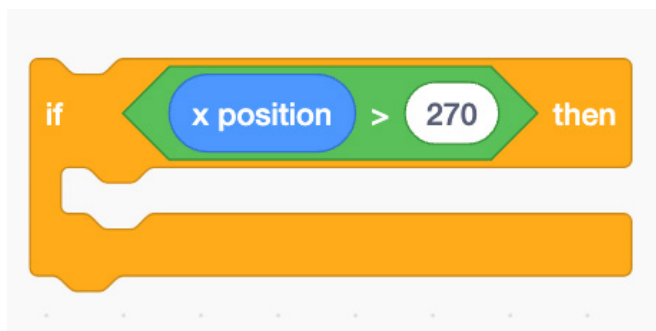 if x position > 270 then